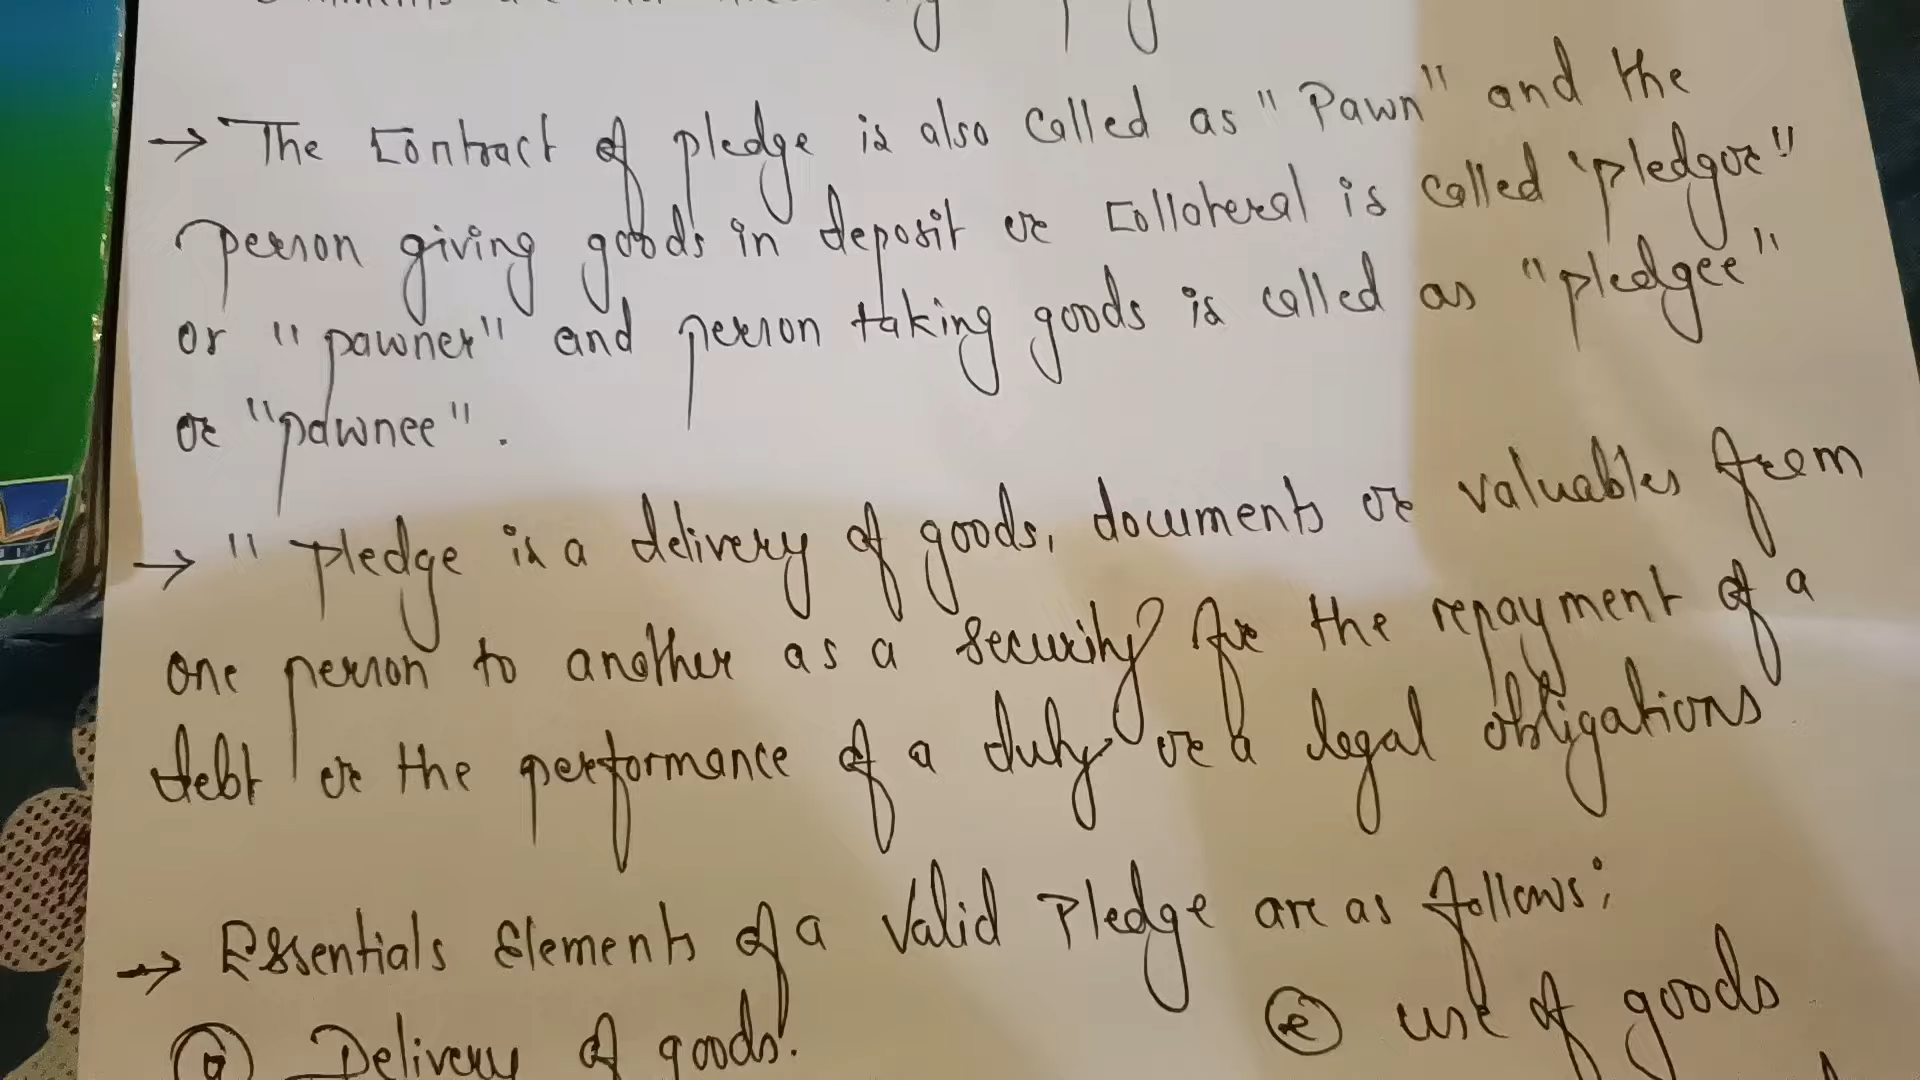 → The Contract of pledge is also called as "Pawn" and the
person giving goods in deposit or Collateral is called 'pledgor"
or "pawner" and person taking goods is called as "pledgee"
or "pawnee".
→ "Pledge is a delivery of goods, documents or valuables from
one person to another as a security for the repayment of a
debt or the performance of a duty or a legal obligations
→ Essentials Elements of a Valid Pledge are as follows;
(a) Delivery of goods.
(e) use of goods